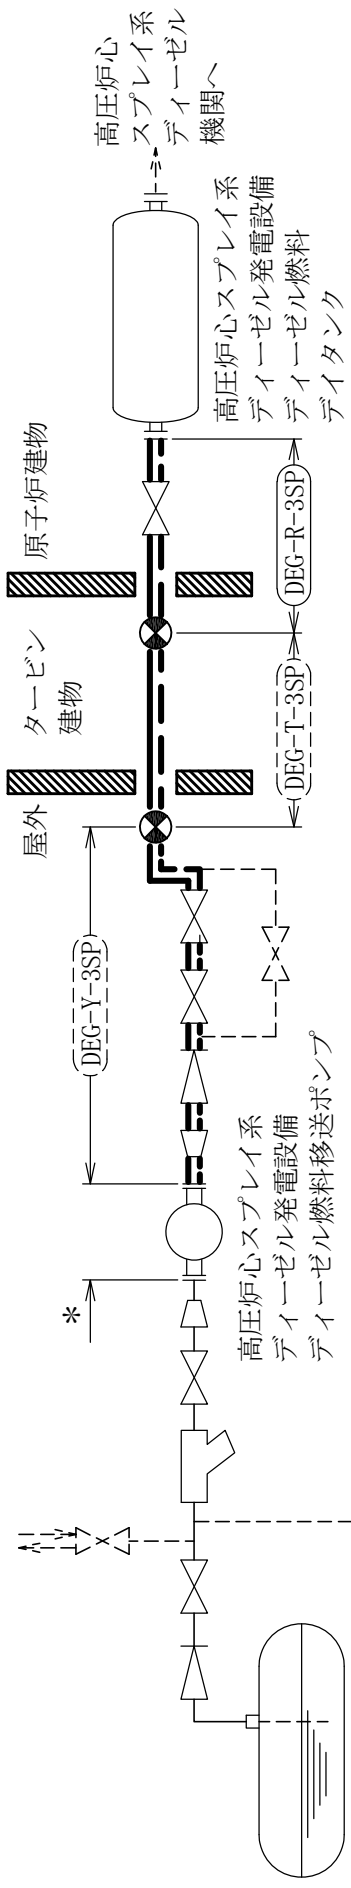 高圧炉心
スプレイ系
ディーゼル
機関へ
高圧炉心スプレイ系
ディーゼル発電設備
ディーゼル燃料
デイタンク
原子炉建物
タービン
建物
屋外
DEG-R-3SP
DEG-T-3SP
DEG-Y-3SP
高圧炉心スプレイ系
ディーゼル発電設備
ディーゼル燃料移送ポンプ
*